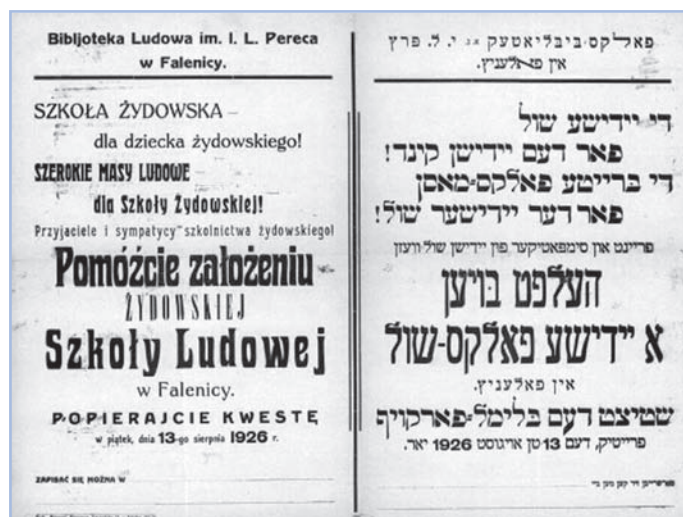 Bibljoteka Ludowa im. I. L. Pereca
w Falenicy.
SZKOŁA ŻYDOWSKA –
dla dziecka żydowskiego!
SZEROKIE MASY LUDOWE
dla Szkoły Żydowskiej!
Przyjaciele i sympatycy szkolnictwa żydowskiego!
Pomóżcie założeniu
ŻYDOWSKIEJ
Szkoły Ludowej
w Falenicy.
POPIERAJCIE KWESTĘ
w piątek, dnia 13-go sierpnia 1926 r.
ZAPISAĆ SIĘ MOŻNA W
פאלקס־ביבליאטעק י. ל. פרץ
אין פאלעניץ.
די יידישע שול
פאר דעם יידישן קינד!
די ברייטע פאלקס־מאסן
פאר דער יידישער שול!
פריינט און סימפאטיקער פון יידישן שול־וועזן
העלפט בויען
א יידישע פאלקס־שול
אין פאלעניץ.
שטיצט דעם בלימל־פארקויף
פרייטיק, דעם 13טן אויגוסט 1926 יאר.